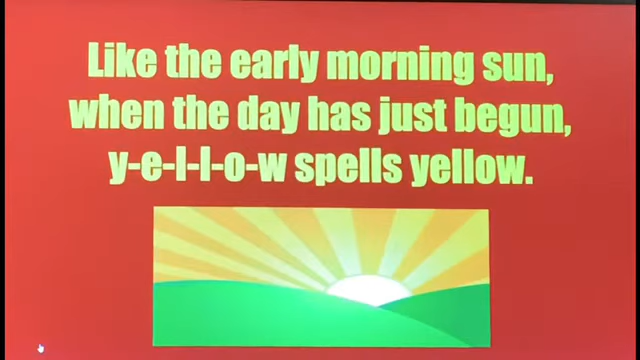 Like the early morning sun,
when the day has just begun,
y-e-l-l-o-w spells yellow.